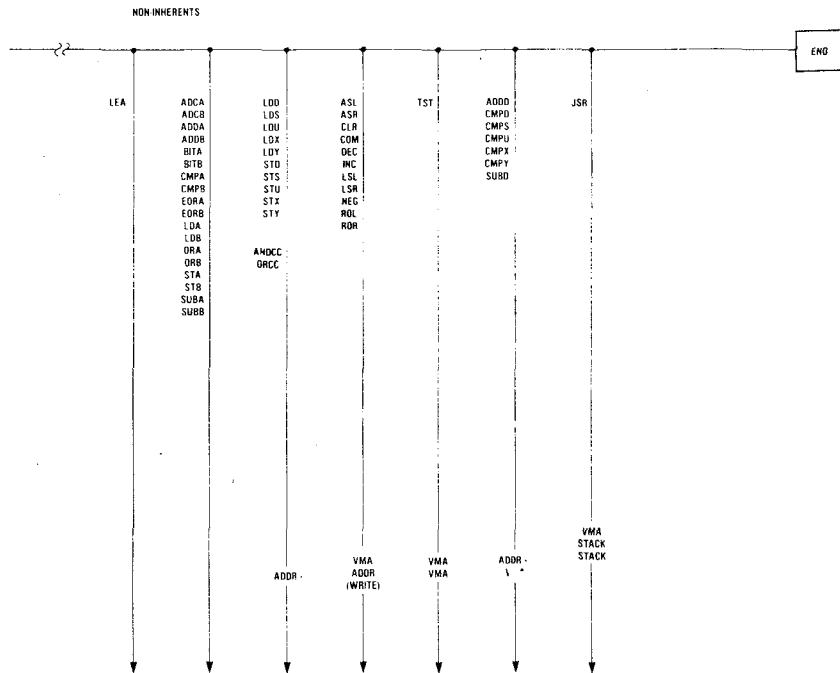 NON-INHERENTS
END
LEA
ADCA
ADCB
ADDA
ADDB
BITA
BITB
CMPA
CMPB
EORA
EORB
LDA
LDB
ORA
ORB
STA
STB
SUBA
SUBB
LDD
LDS
LDU
LDX
LDY
STD
STS
STU
STX
STY
ANDCC
ORCC
ASL
ASR
CLR
COM
DEC
INC
LSL
LSR
NEG
ROL
ROR
TST
ADDD
CMPD
CMPS
CMPU
CMPX
CMPY
SUBD
JSR
ADDR
VMA
ADDR
(WRITE)
VMA
VMA
ADDR
VMA
STACK
STACK